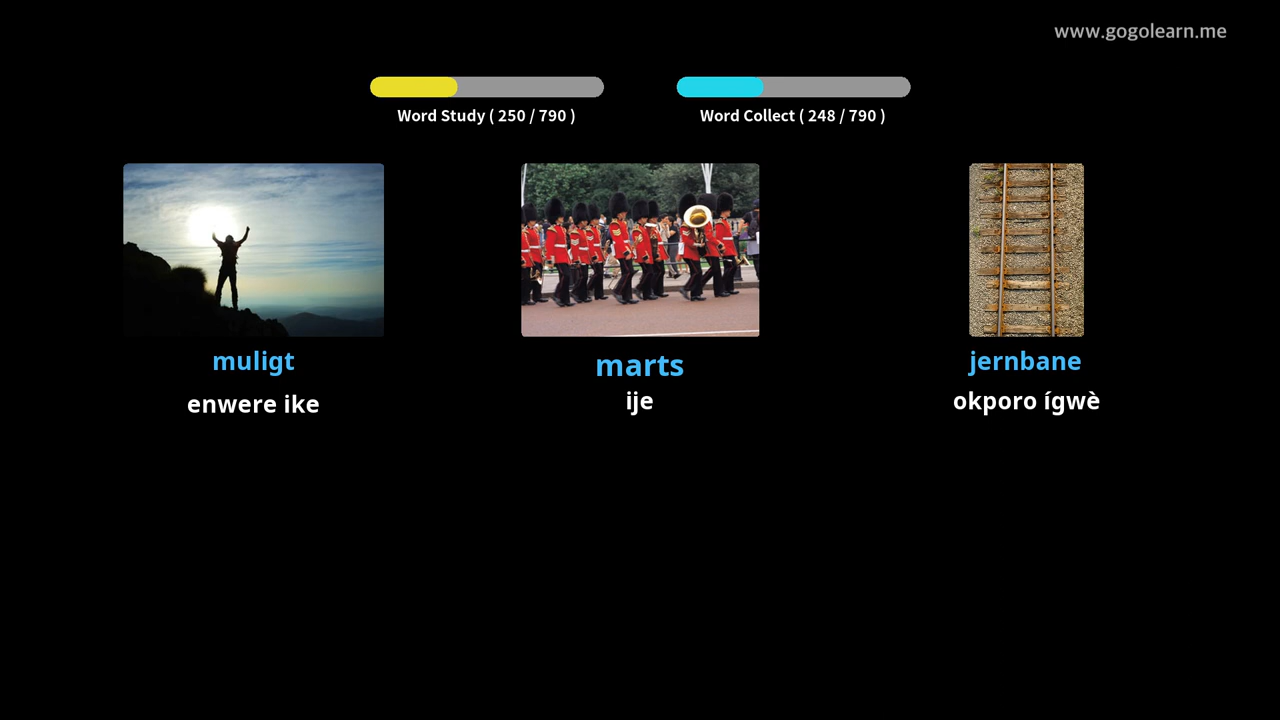 www.gogolearn.me
Word Study ( 250 / 790 )
Word Collect ( 248 / 790 )
muligt
marts
jernbane
enwere ike
ije
okporo ígwè